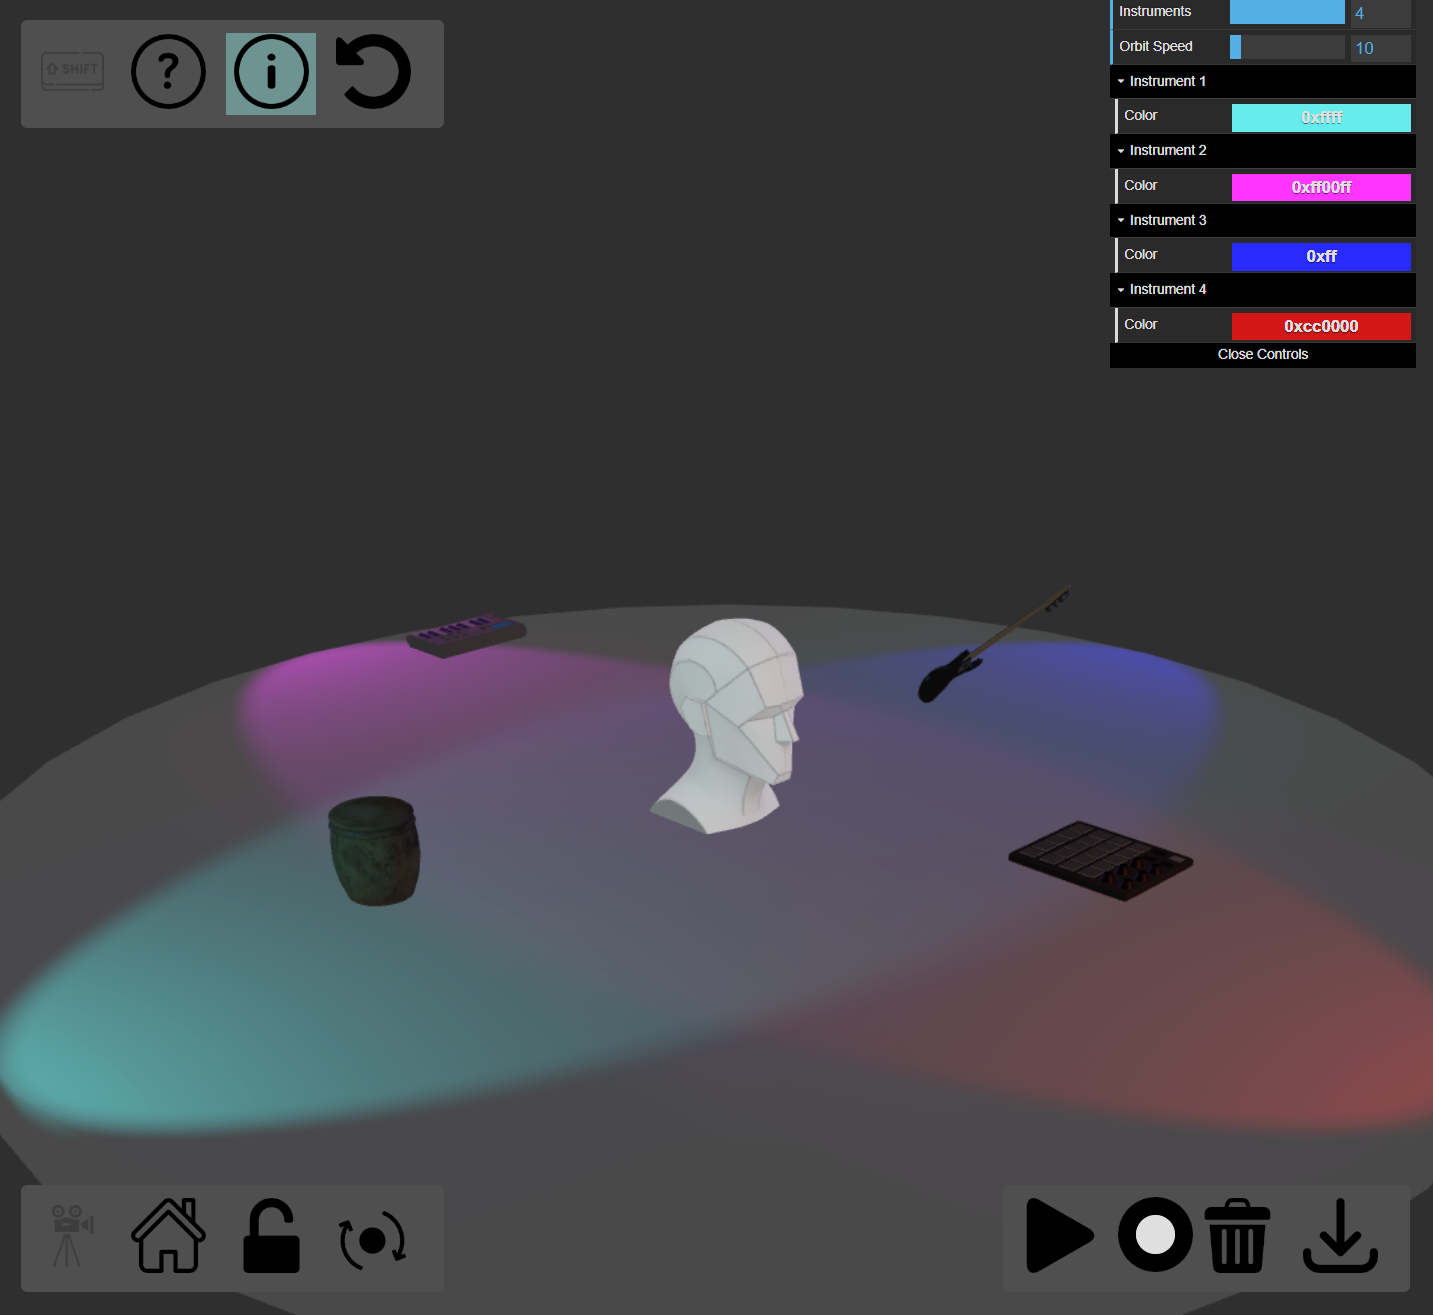 SHIFT
?
i
Instruments 4
Orbit Speed 10
Instrument 1
Color 0xffff
Instrument 2
Color 0xff00ff
Instrument 3
Color 0xff
Instrument 4
Color 0xcc0000
Close Controls